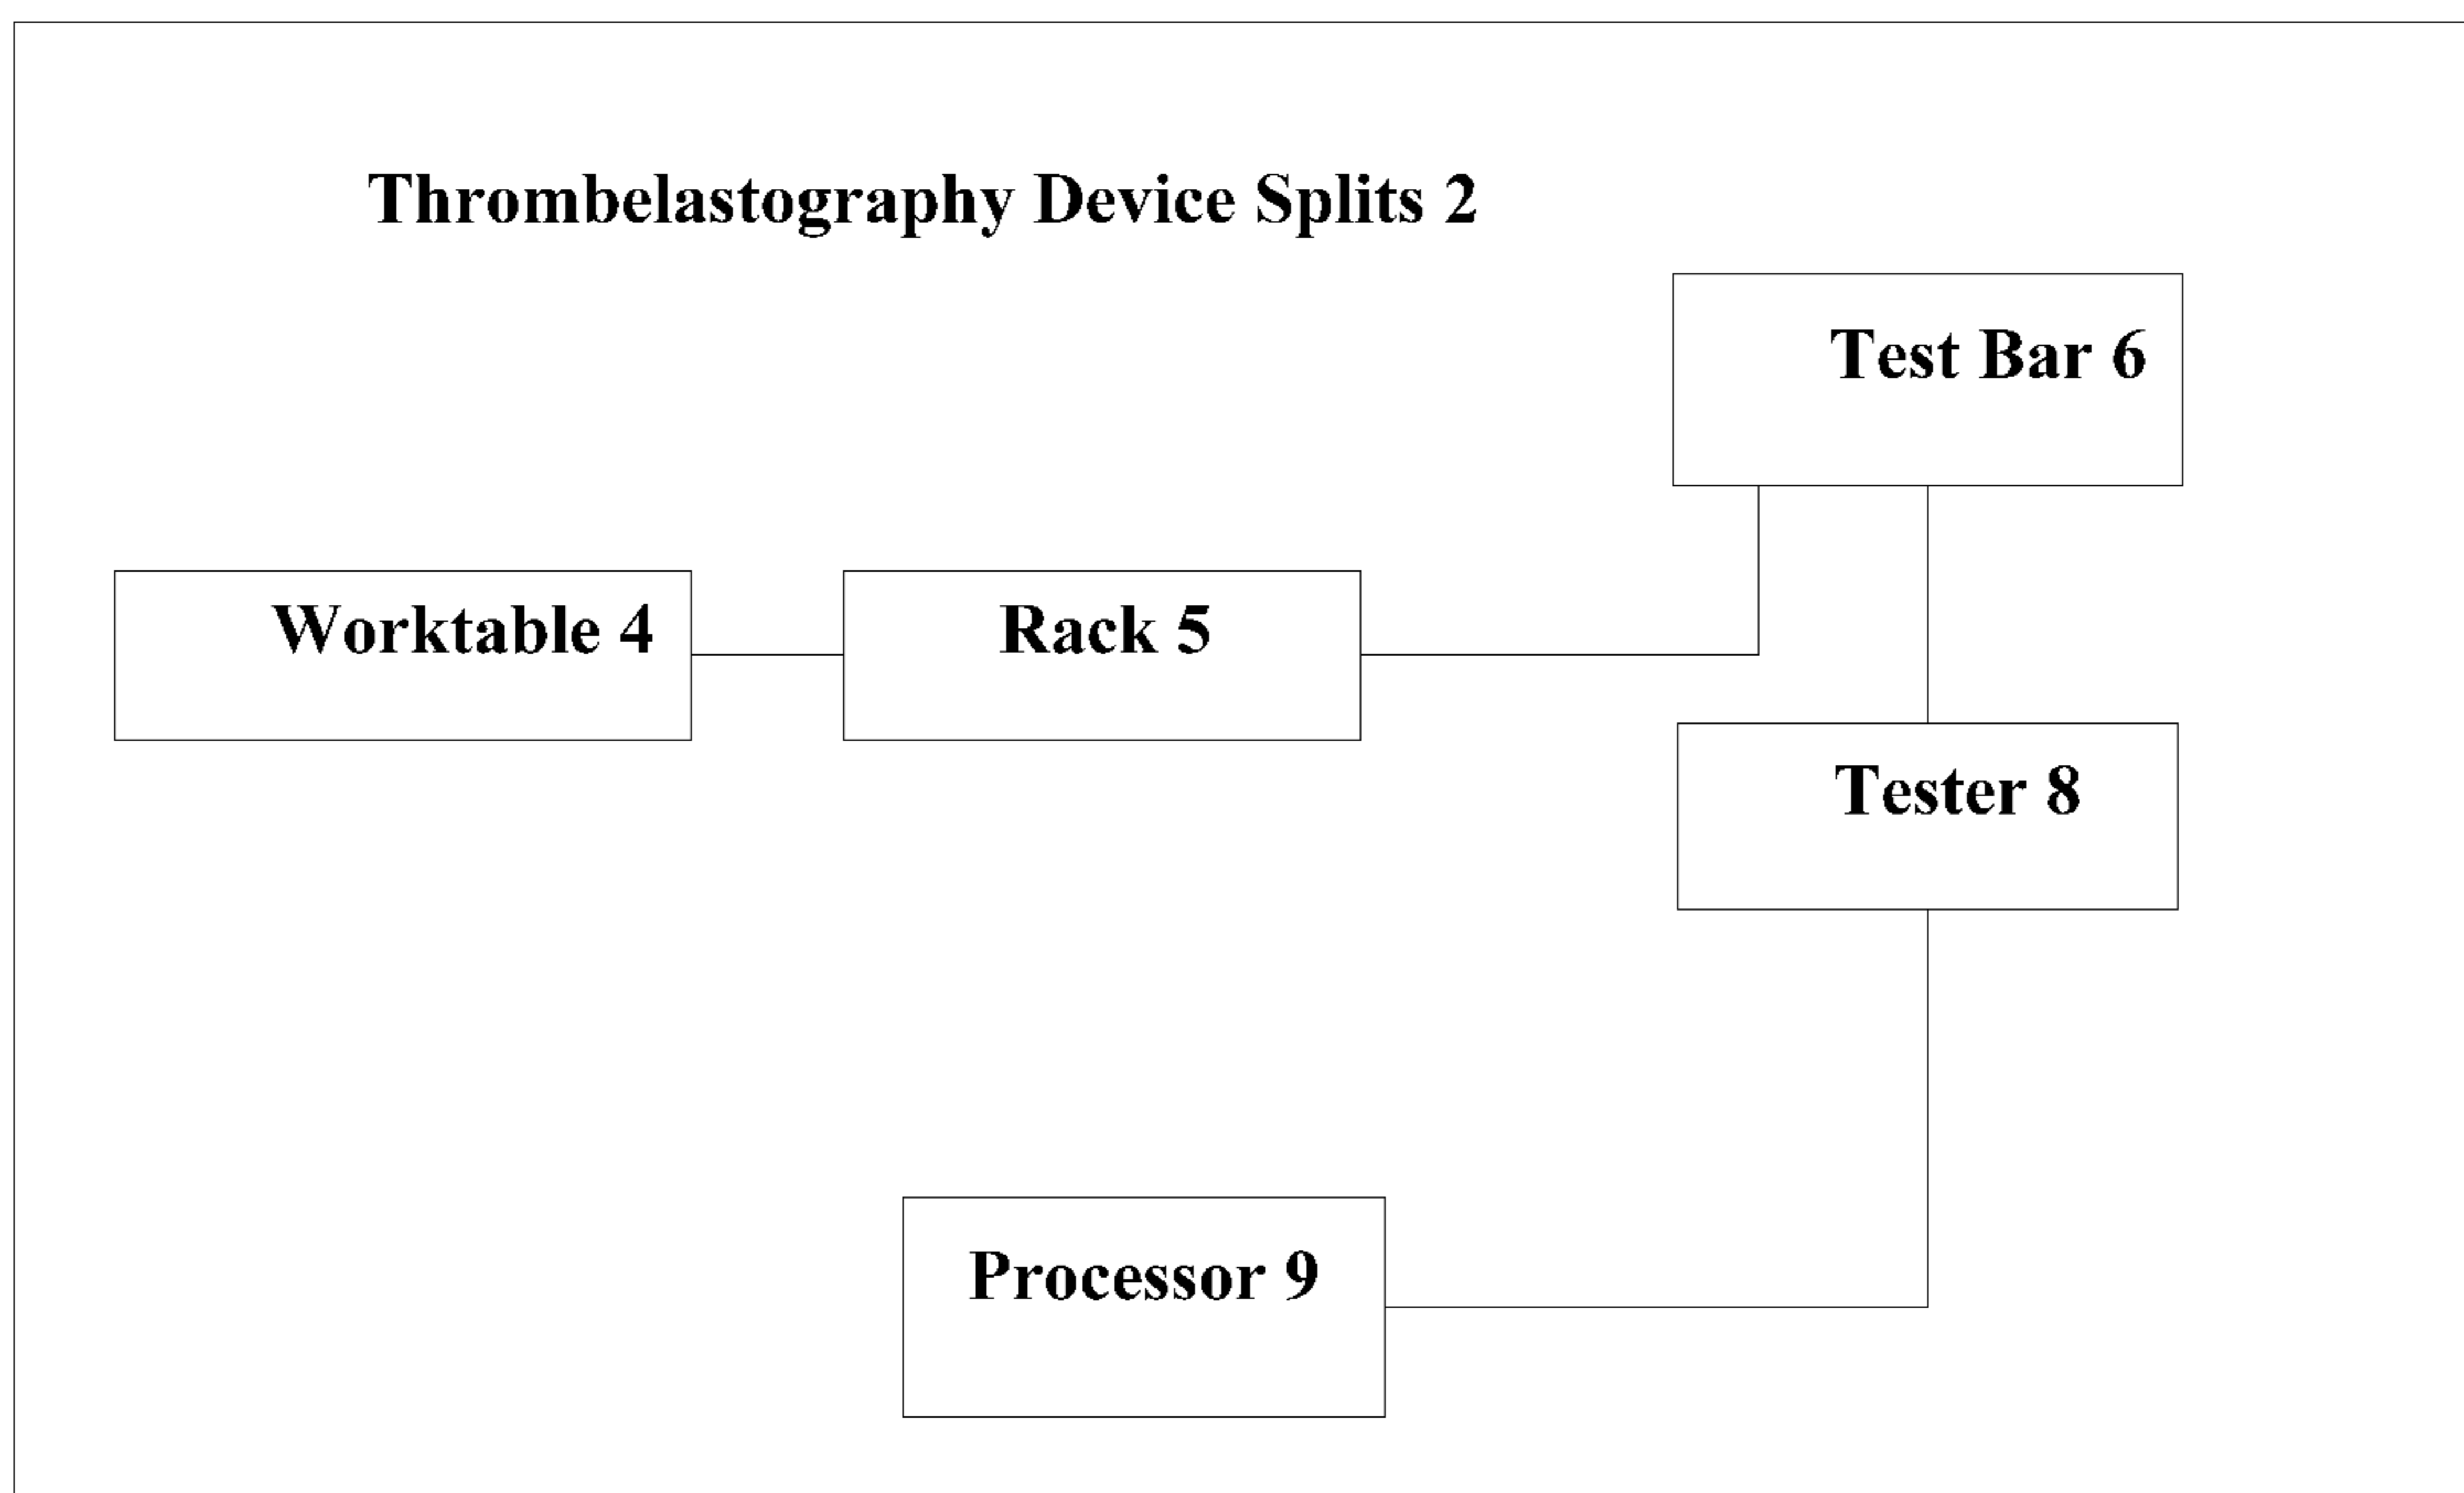 Thrombelastography Device Splits 2
Test Bar 6
Worktable 4
Rack 5
Tester 8
Processor 9